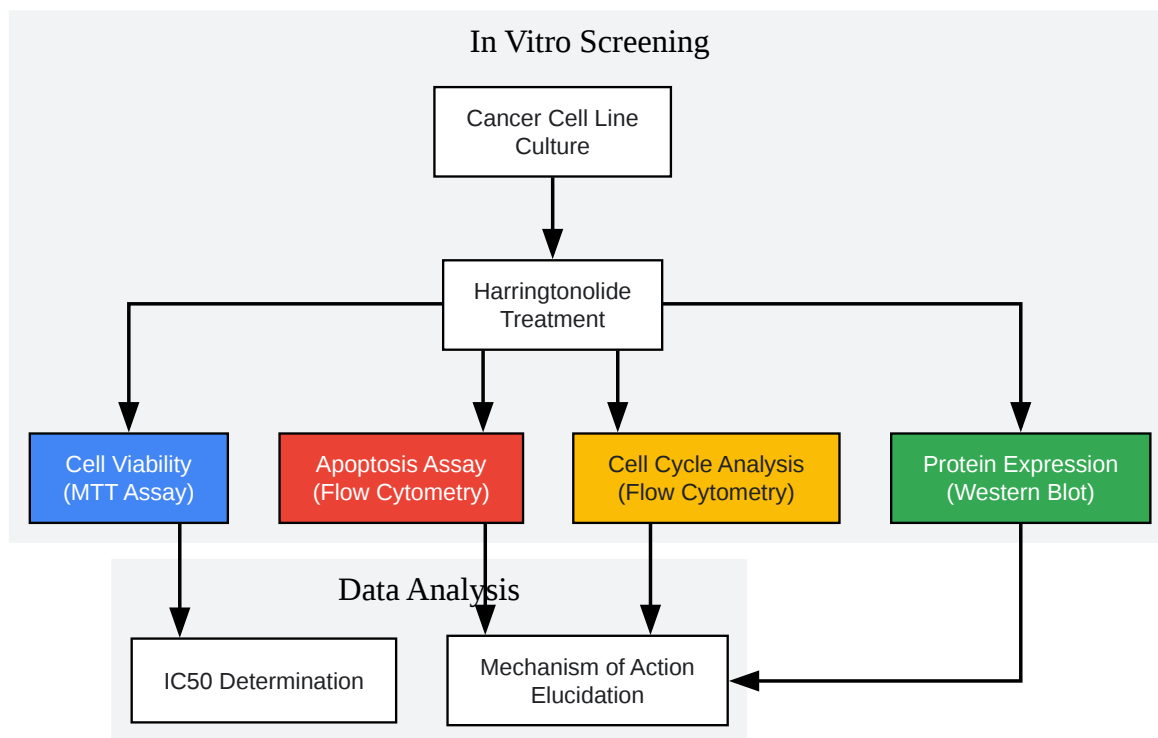 In Vitro Screening
Cancer Cell Line
Culture
Harringtonolide
Treatment
Cell Viability
(MTT Assay)
Apoptosis Assay
(Flow Cytometry)
Cell Cycle Analysis
(Flow Cytometry)
Protein Expression
(Western Blot)
Data Analysis
IC50 Determination
Mechanism of Action
Elucidation